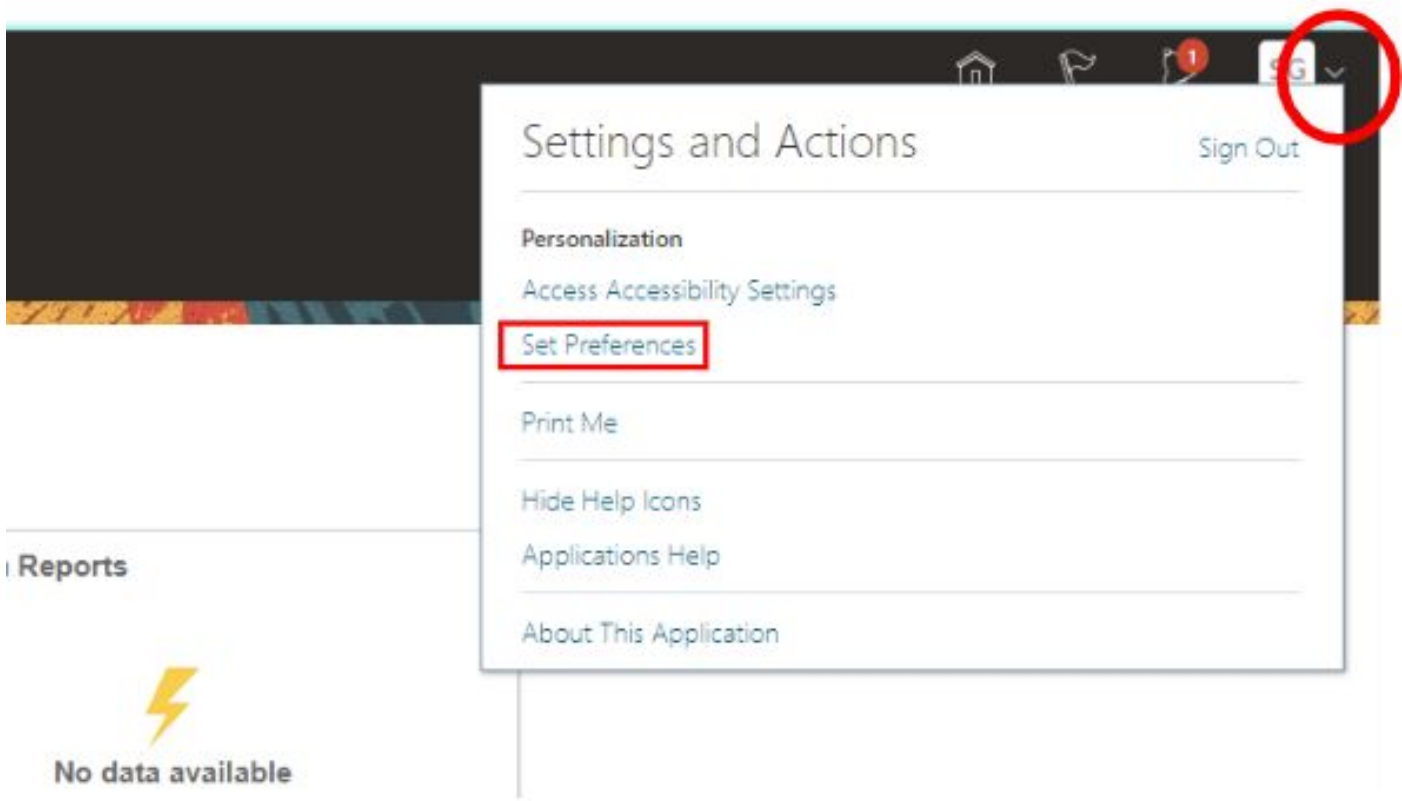 1
SG
Settings and Actions
Sign Out
Personalization
Access Accessibility Settings
Set Preferences
Print Me
Hide Help Icons
Applications Help
About This Application
Reports
No data available